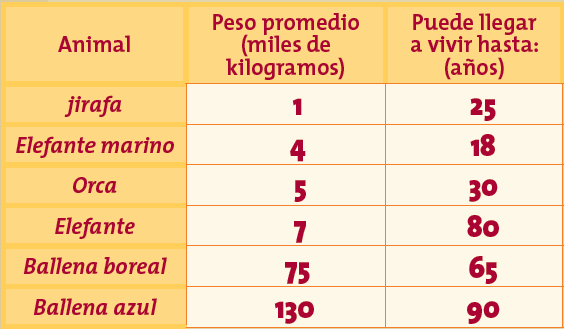 Animal
Peso promedio
(miles de
kilogramos)
Puede llegar
a vivir hasta:
(años)
jirafa 1 25
Elefante marino 4 18
Orca 5 30
Elefante 7 80
Ballena boreal 75 65
Ballena azul 130 90